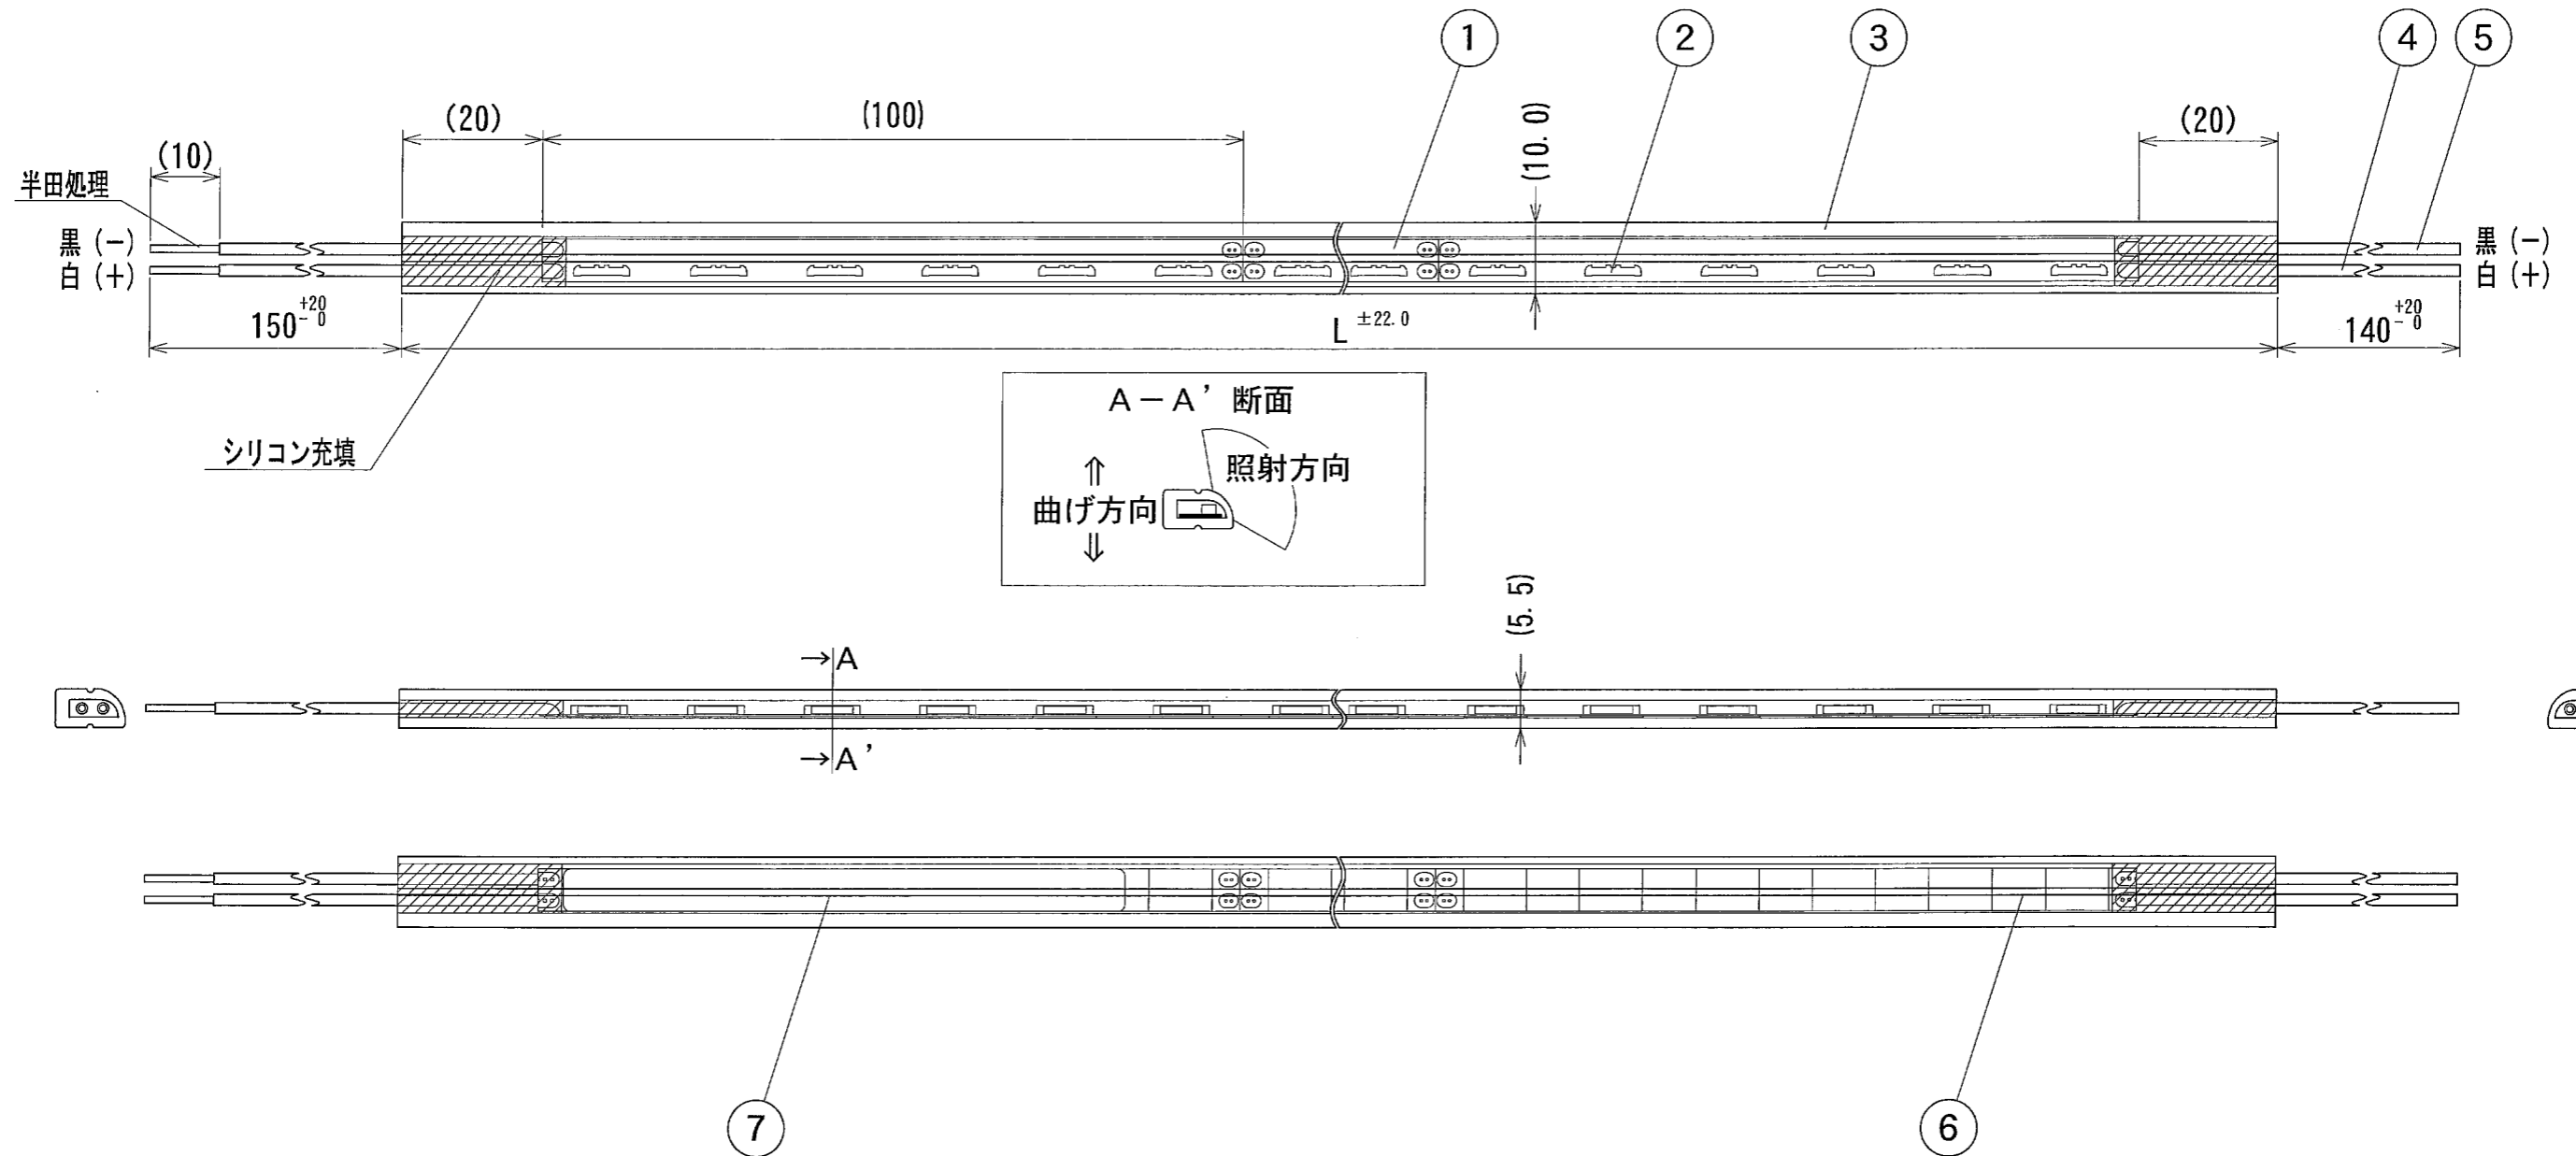 ① ② ③ ④ ⑤
(20) (100) (10.0) (20)
(10)
半田処理
黒 (-) 黒 (-)
白 (+) 白 (+)
150 +20 - 0 L ±22.0 140 +20 - 0
A-A' 断面
シリコン充填
照射方向
⇑
曲げ方向
⇓
(5.5)
→A
→A'
⑦ ⑥